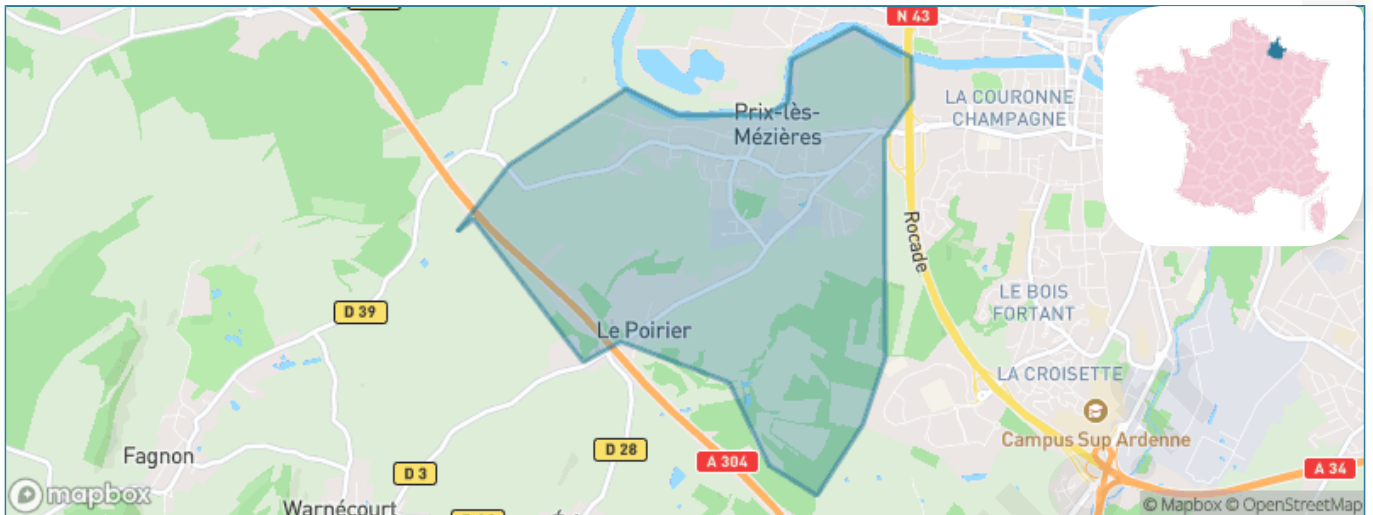 N 43
LA COURONNE
CHAMPAGNE
Prix-lès-
Mézières
Rocade
D 39
LE BOIS
FORTANT
Le Poirier
LA CROISETTE
Campus Sup Ardenne
Fagnon
D 28
A 304
D 3
A 34
mapbox
Warnécourt
© Mapbox © OpenStreetMap